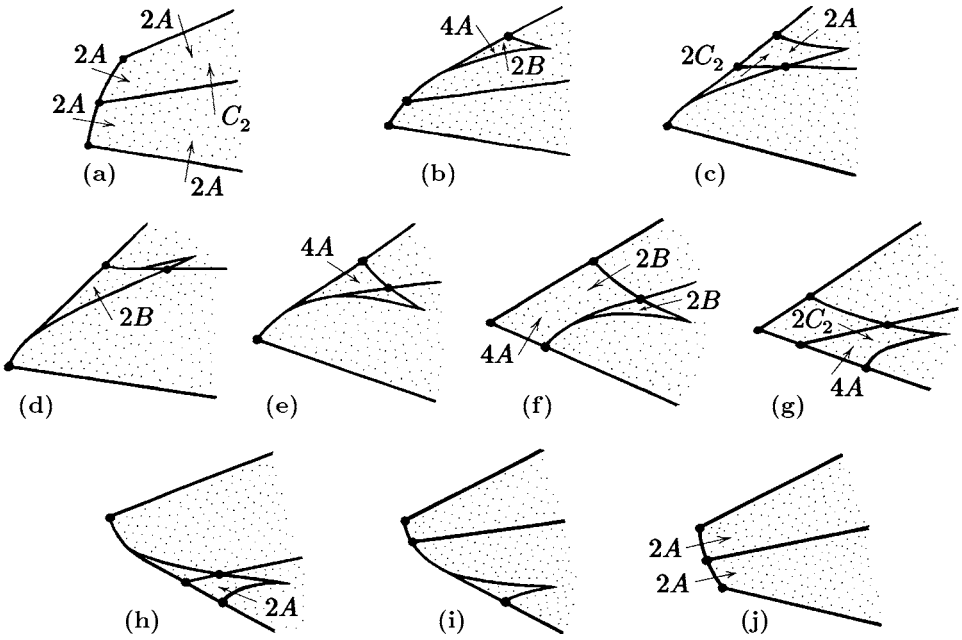 2A
2A
2A
C₂
2A
(a)
4A
2B
(b)
2A
2C₂
(c)
2B
(d)
4A
(e)
2B
2B
4A
(f)
2C₂
4A
(g)
2A
(h)
(i)
2A
2A
(j)